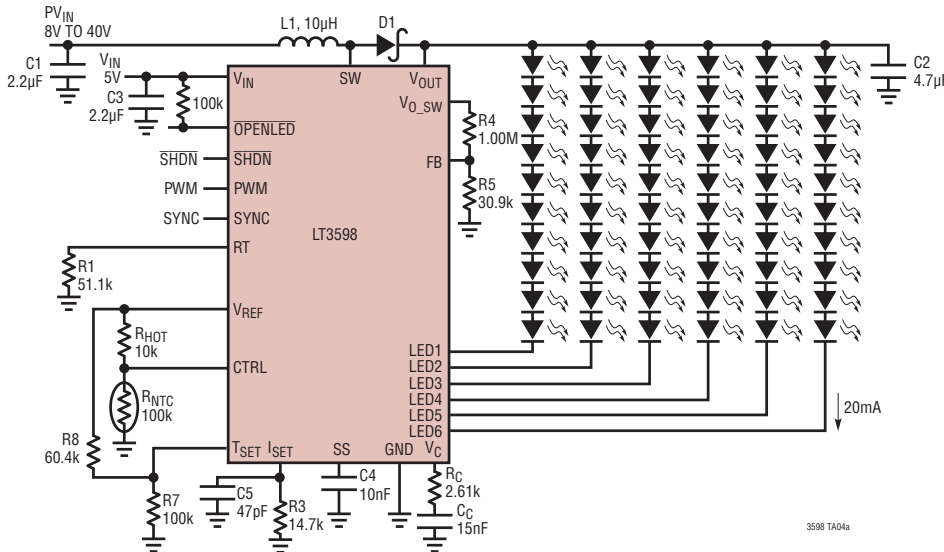 PVIN
8V TO 40V
L1, 10µH
D1
C1
2.2µF
VIN
5V
C3
2.2µF
100k
VIN
SW
VOUT
VO_SW
OPENLED
SHDN
SHDN
PWM
PWM
SYNC
SYNC
RT
LT3598
FB
R4
1.00M
R5
30.9k
C2
4.7µF
R1
51.1k
VREF
RHOT
10k
CTRL
RNTC
100k
LED1
LED2
LED3
LED4
LED5
LED6
20mA
R8
60.4k
TSET
ISET
SS
GND
VC
R7
100k
C5
47pF
R3
14.7k
C4
10nF
RC
2.61k
CC
15nF
3598 TA04a